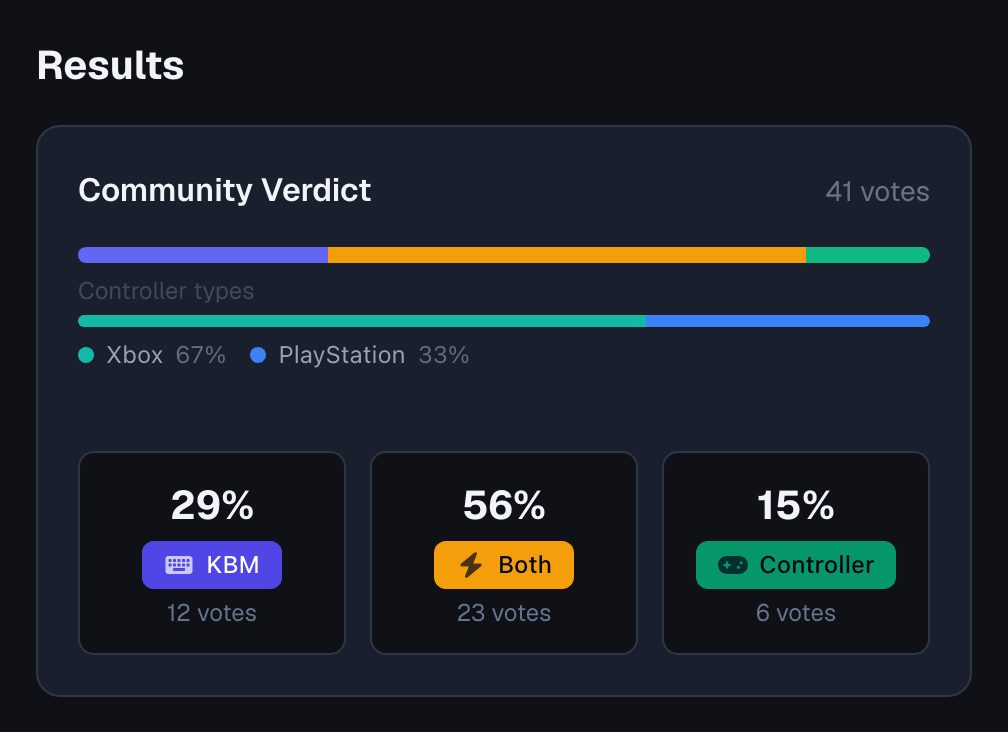 Results
Community Verdict 41 votes
Controller types
Xbox 67% PlayStation 33%
29% 56% 15%
KBM Both Controller
12 votes 23 votes 6 votes